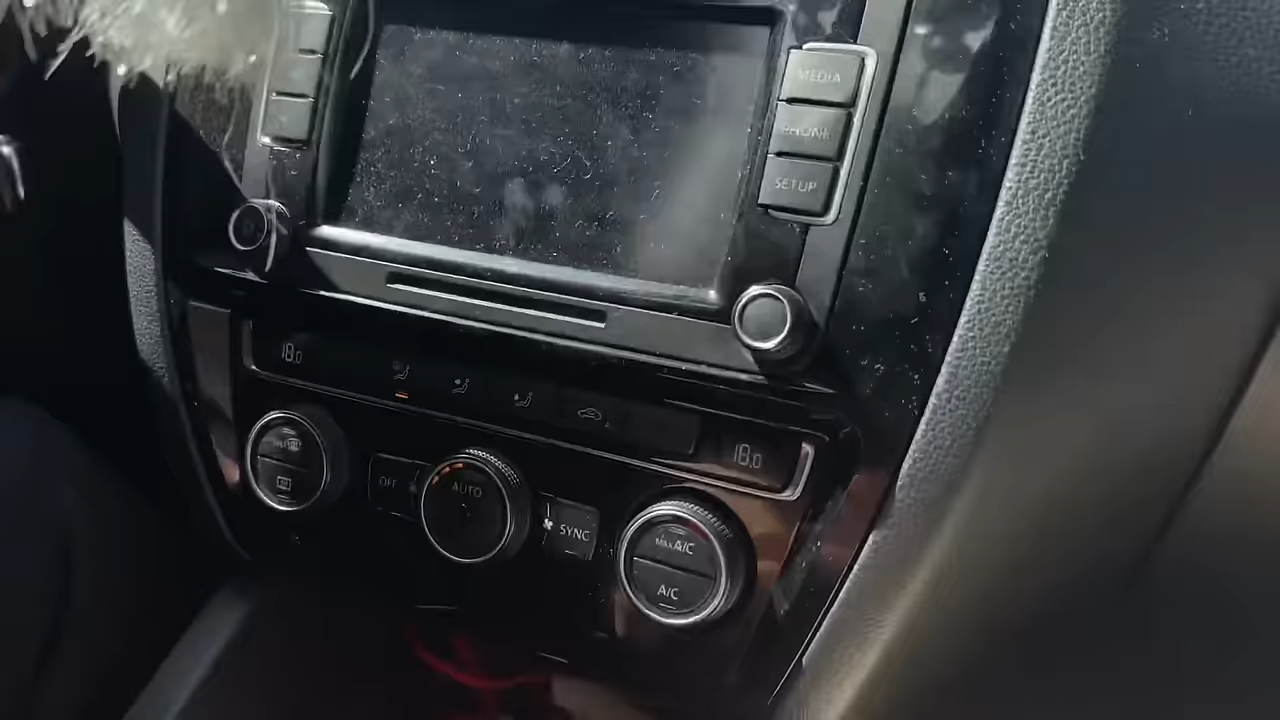 MEDIA
PHONE
SETUP
18.0
18.0
OFF
AUTO
SYNC
MAX A/C
A/C